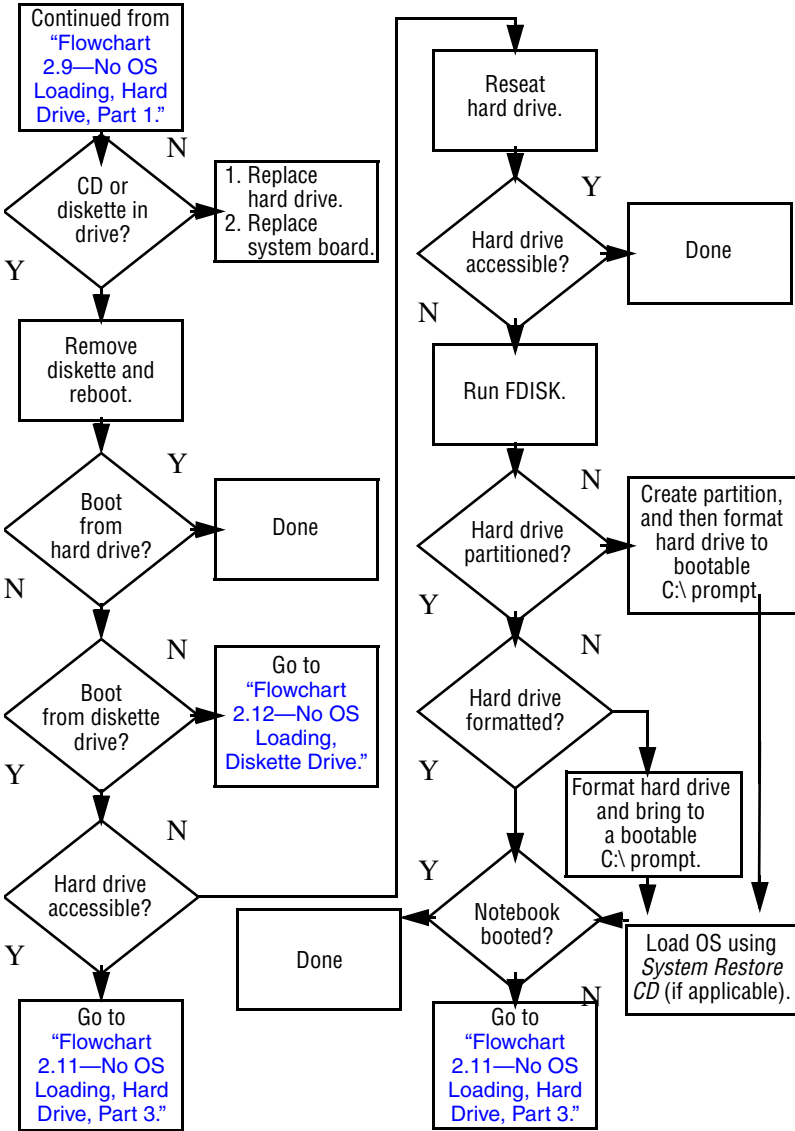 Continued from
“Flowchart
2.9—No OS
Loading, Hard
Drive, Part 1.”
N
CD or
diskette in
drive?
1. Replace
hard drive.
2. Replace
system board.
Y
Remove
diskette and
reboot.
Y
Boot
from
hard drive?
Done
N
N
Boot
from diskette
drive?
Go to
“Flowchart
2.12—No OS
Loading,
Diskette Drive.”
Y
N
Hard drive
accessible?
Y
Go to
“Flowchart
2.11—No OS
Loading, Hard
Drive, Part 3.”
Reseat
hard drive.
Y
Hard drive
accessible?
Done
N
Run FDISK.
N
Hard drive
partitioned?
Create partition,
and then format
hard drive to
bootable
C:\ prompt
Y
N
Hard drive
formatted?
Y
Format hard drive
and bring to
a bootable
C:\ prompt.
Y
Notebook
booted?
Done
Load OS using
System Restore
CD (if applicable).
N
Go to
“Flowchart
2.11—No OS
Loading, Hard
Drive, Part 3.”